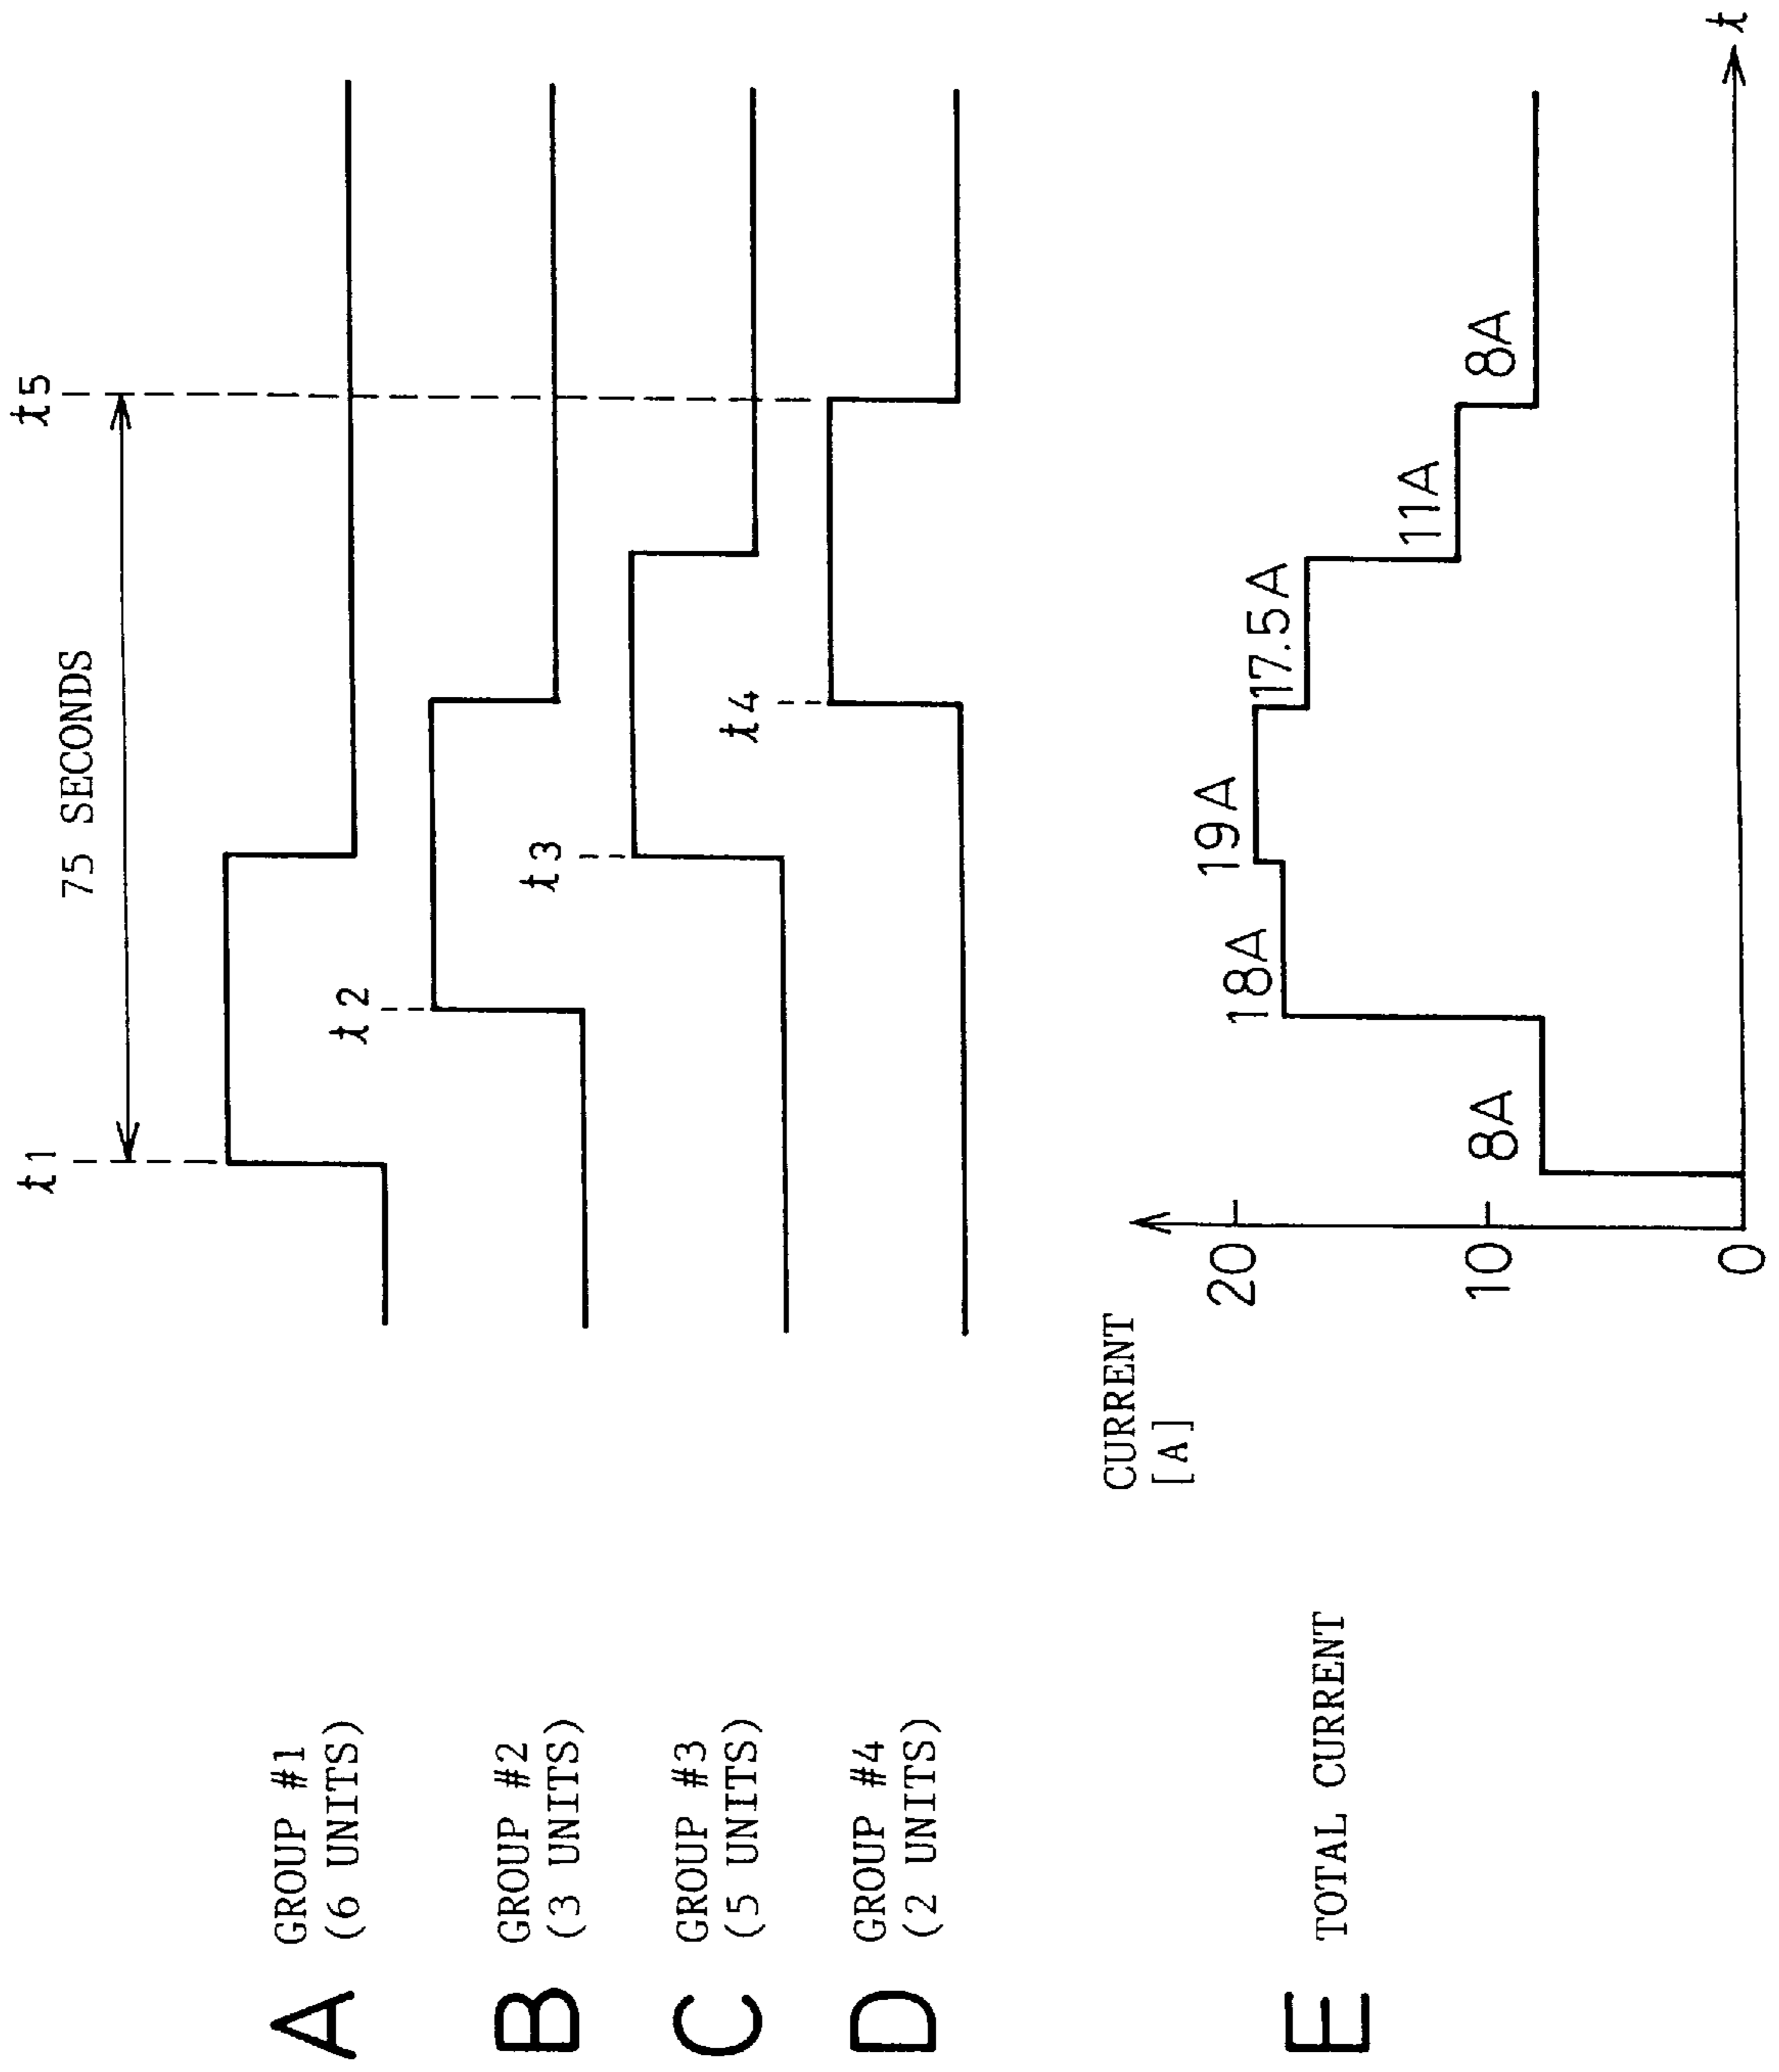 t1
75 SECONDS
t5
A GROUP #1
(6 UNITS)
t2
B GROUP #2
(3 UNITS)
t3
C GROUP #3
(5 UNITS)
t4
D GROUP #4
(2 UNITS)
CURRENT
[A]
20
10
0
8A
18A
19A
17.5A
11A
8A
t
E TOTAL CURRENT